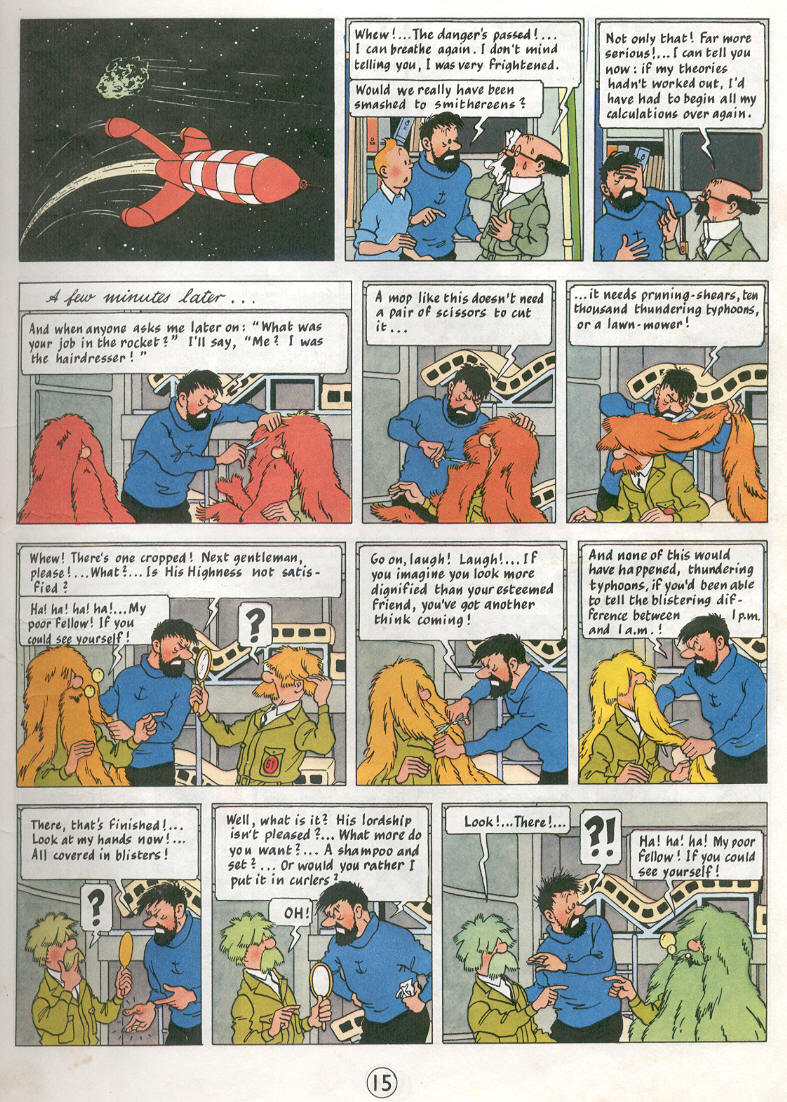 Whew!...The danger's passed!...
I can breathe again. I don't mind
telling you, I was very frightened.
Would we really have been
smashed to smithereens?
Not only that! Far more
serious!... I can tell you
now: if my theories
hadn't worked out, I'd
have had to begin all my
calculations over again.
A few minutes later...
And when anyone asks me later on: "What was
your job in the rocket?" I'll say, "Me? I was
the hairdresser!"
A mop like this doesn't need
a pair of scissors to cut
it...
...it needs pruning-shears, ten
thousand thundering typhoons,
or a lawn-mower!
Whew! There's one cropped! Next gentleman,
please!...What?... Is His Highness not satis-
fied?
Ha! ha! ha! ha!...My
poor fellow! If you
could see yourself!
?
51
Go on, laugh! Laugh!... If
you imagine you look more
dignified than your esteemed
friend, you've got another
think coming!
And none of this would
have happened, thundering
typhoons, if you'd been able
to tell the blistering dif-
ference between 1 p.m.
and 1 a.m.!
There, that's finished!...
Look at my hands now!...
All covered in blisters!
?
Well, what is it? His lordship
isn't pleased?... What more do
you want?... A shampoo and
set?... Or would you rather I
put it in curlers?
OH!
Look!...There!...
?!
Ha! ha! ha! My poor
fellow! If you could
see yourself!
15